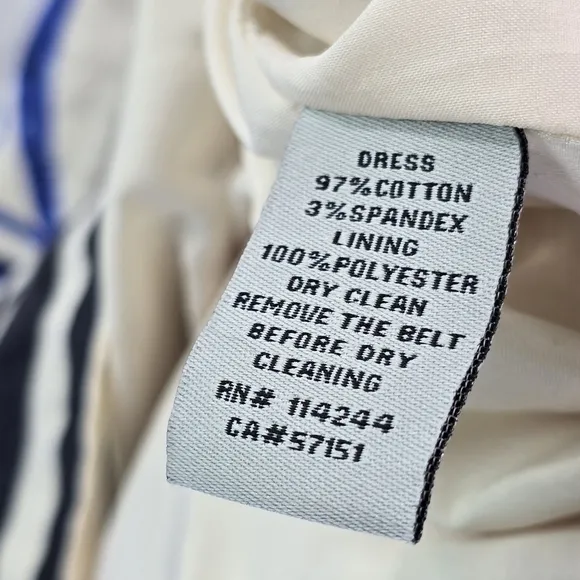 DRESS
97%COTTON
3%SPANDEX
LINING
100%POLYESTER
DRY CLEAN
REMOVE THE BELT
BEFORE DRY
CLEANING
RN# 114244
CA#57151